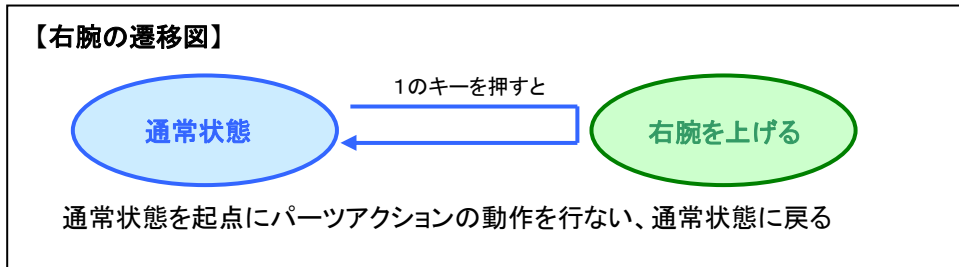 【右腕の遷移図】
1のキーを押すと
通常状態
右腕を上げる
通常状態を起点にパーツアクションの動作を行ない、通常状態に戻る